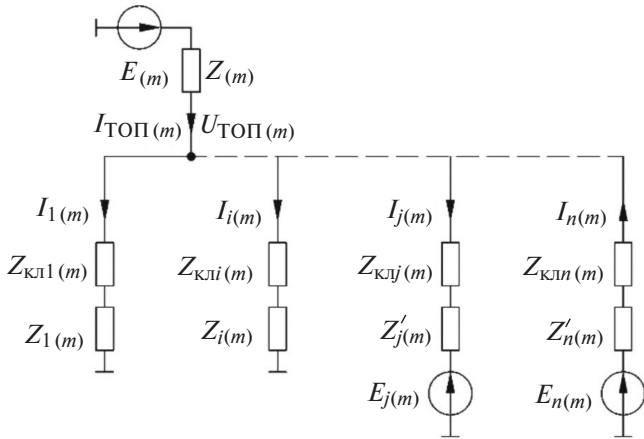 E(m) Z(m)
IТОП(m) UТОП(m)
I1(m) Ii(m) Ij(m) In(m)
Zкл1(m) Zклi(m) Zклj(m) Zклn(m)
Z1(m) Zi(m) Z′j(m) Z′n(m)
Ej(m) En(m)